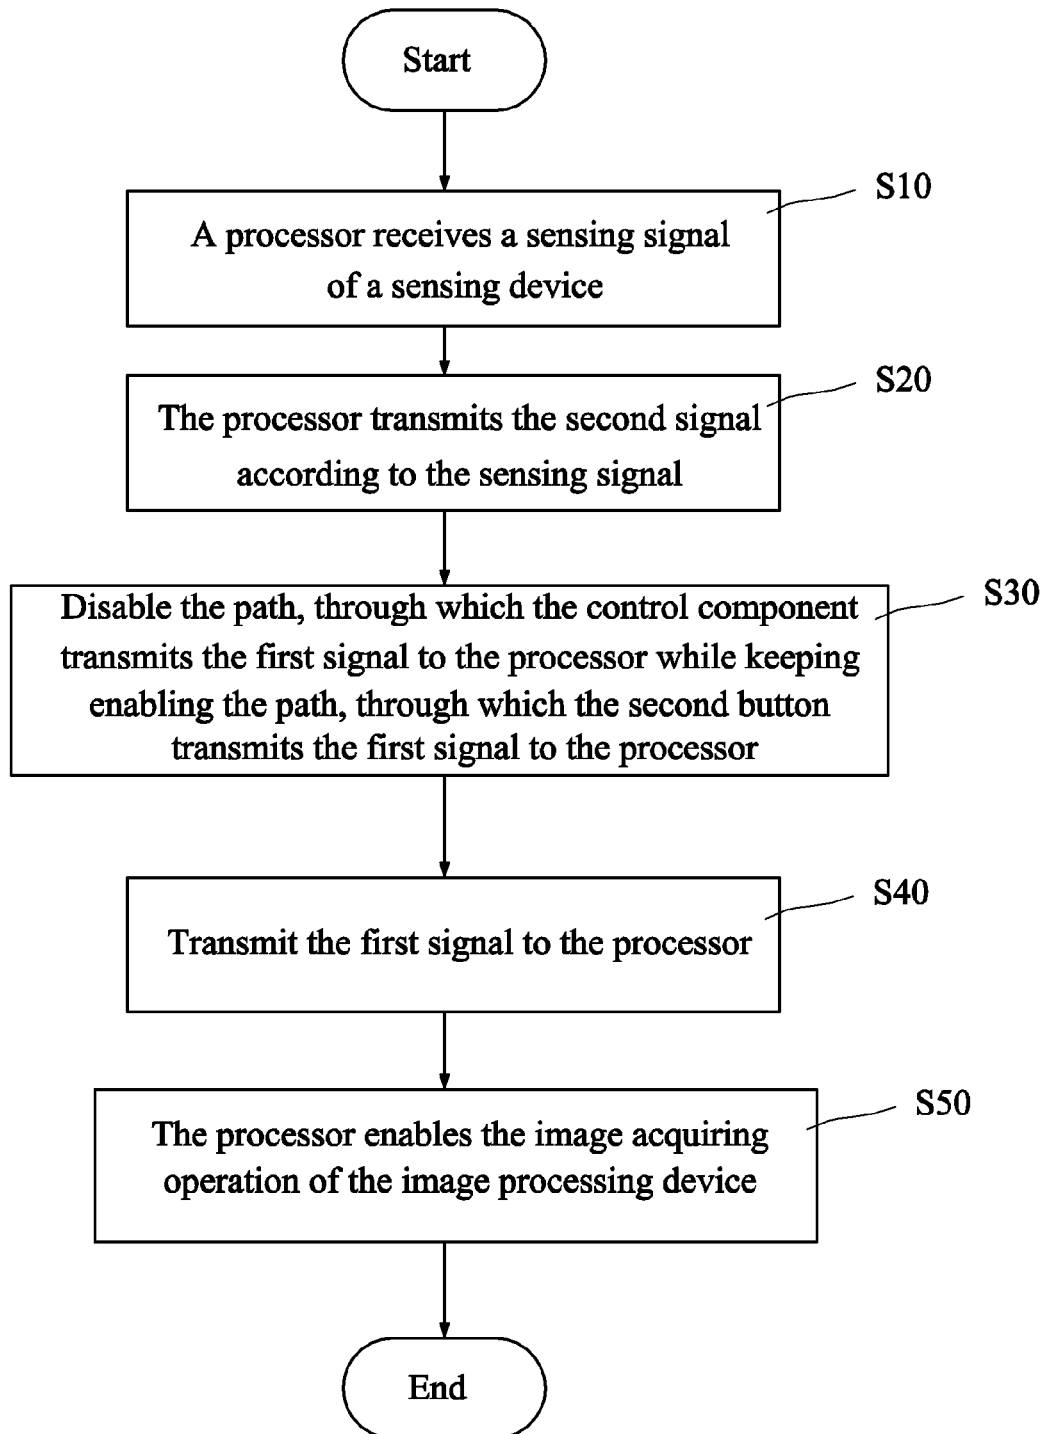 Start
S10
A processor receives a sensing signal
of a sensing device
S20
The processor transmits the second signal
according to the sensing signal
S30
Disable the path, through which the control component
transmits the first signal to the processor while keeping
enabling the path, through which the second button
transmits the first signal to the processor
S40
Transmit the first signal to the processor
S50
The processor enables the image acquiring
operation of the image processing device
End